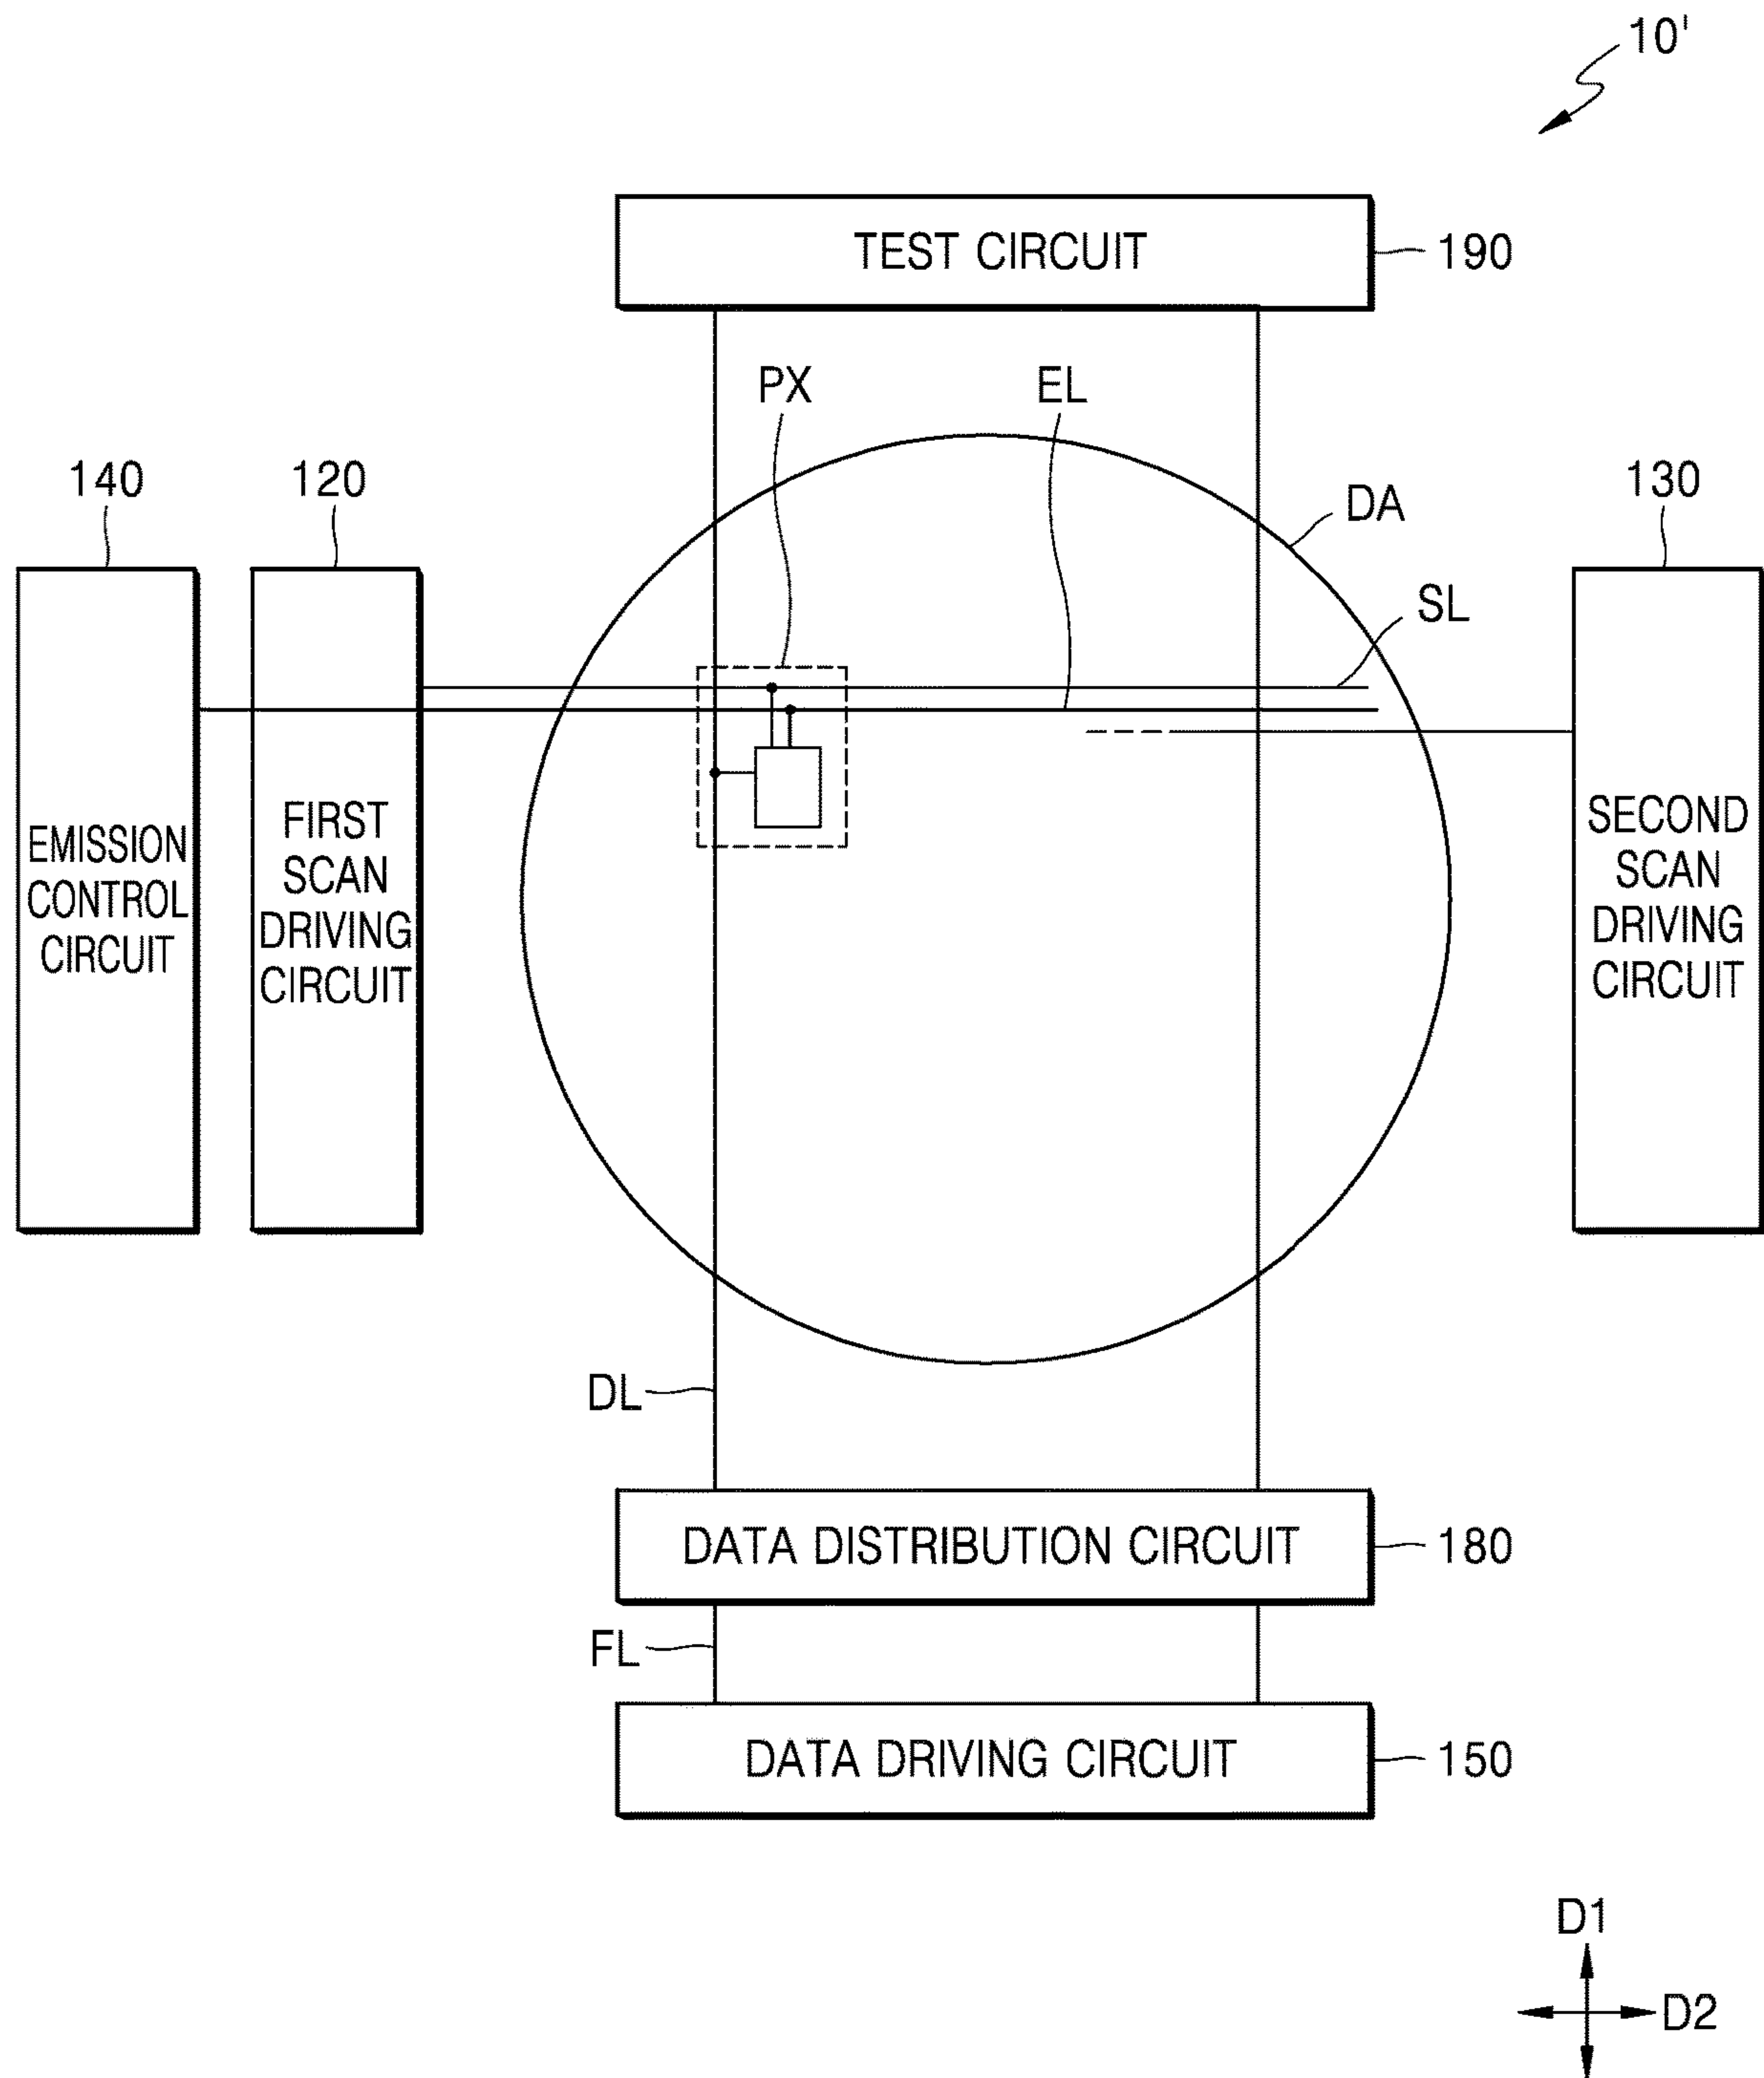 10'
TEST CIRCUIT
190
PX
EL
140
120
DA
130
SL
EMISSION
CONTROL
CIRCUIT
FIRST
SCAN
DRIVING
CIRCUIT
SECOND
SCAN
DRIVING
CIRCUIT
DL
DATA DISTRIBUTION CIRCUIT
180
FL
DATA DRIVING CIRCUIT
150
D1
D2